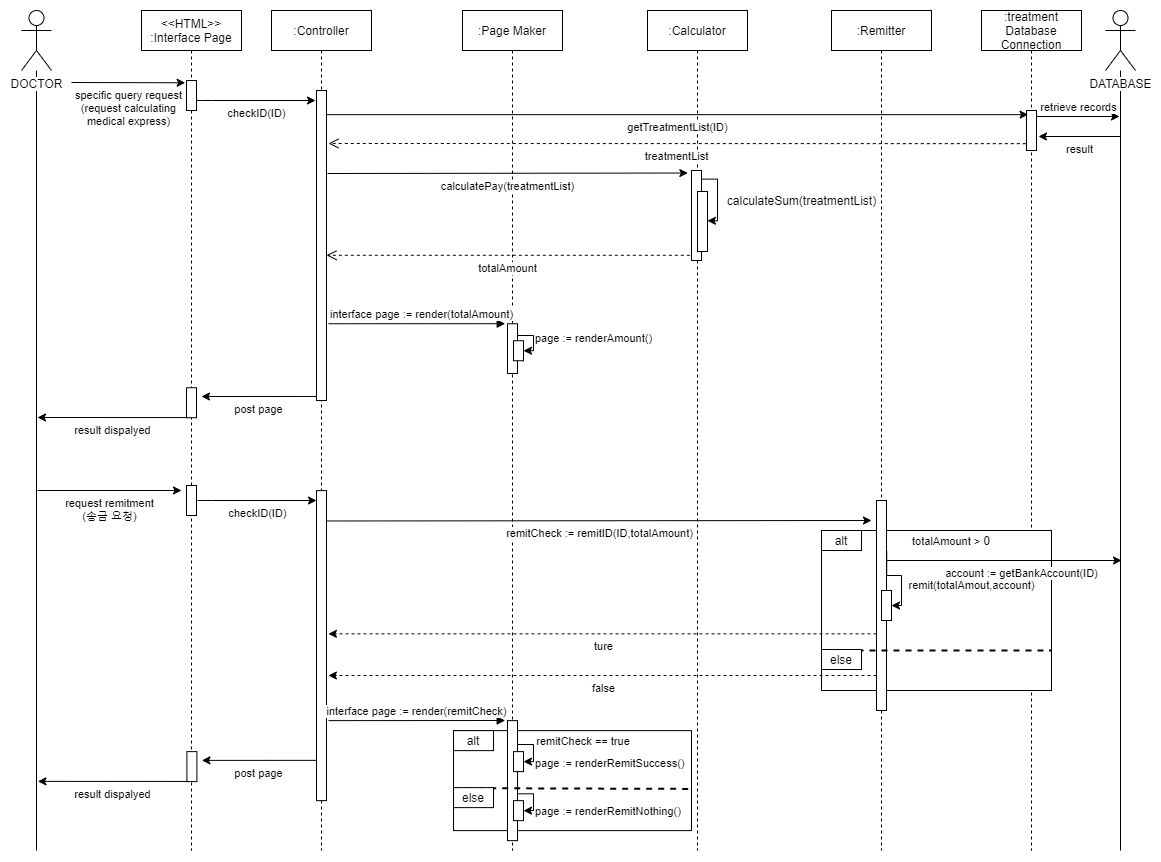 <<HTML>>
:Interface Page
:Controller
:Page Maker
:Calculator
:Remitter
:treatment
Database
Connection
DOCTOR
DATABASE
specific query request
(request calculating
medical express)
checkID(ID)
retrieve records
getTreatmentList(ID)
result
treatmentList
calculatePay(treatmentList)
calculateSum(treatmentList)
totalAmount
interface page := render(totalAmount)
page := renderAmount()
post page
result dispalyed
request remitment
(송금 요청)
checkID(ID)
remitCheck := remitID(ID,totalAmount)
alt
totalAmount > 0
account := getBankAccount(ID)
remit(totalAmout,account)
ture
else
false
interface page := render(remitCheck)
alt
remitCheck == true
page := renderRemitSuccess()
post page
result dispalyed
else
page := renderRemitNothing()